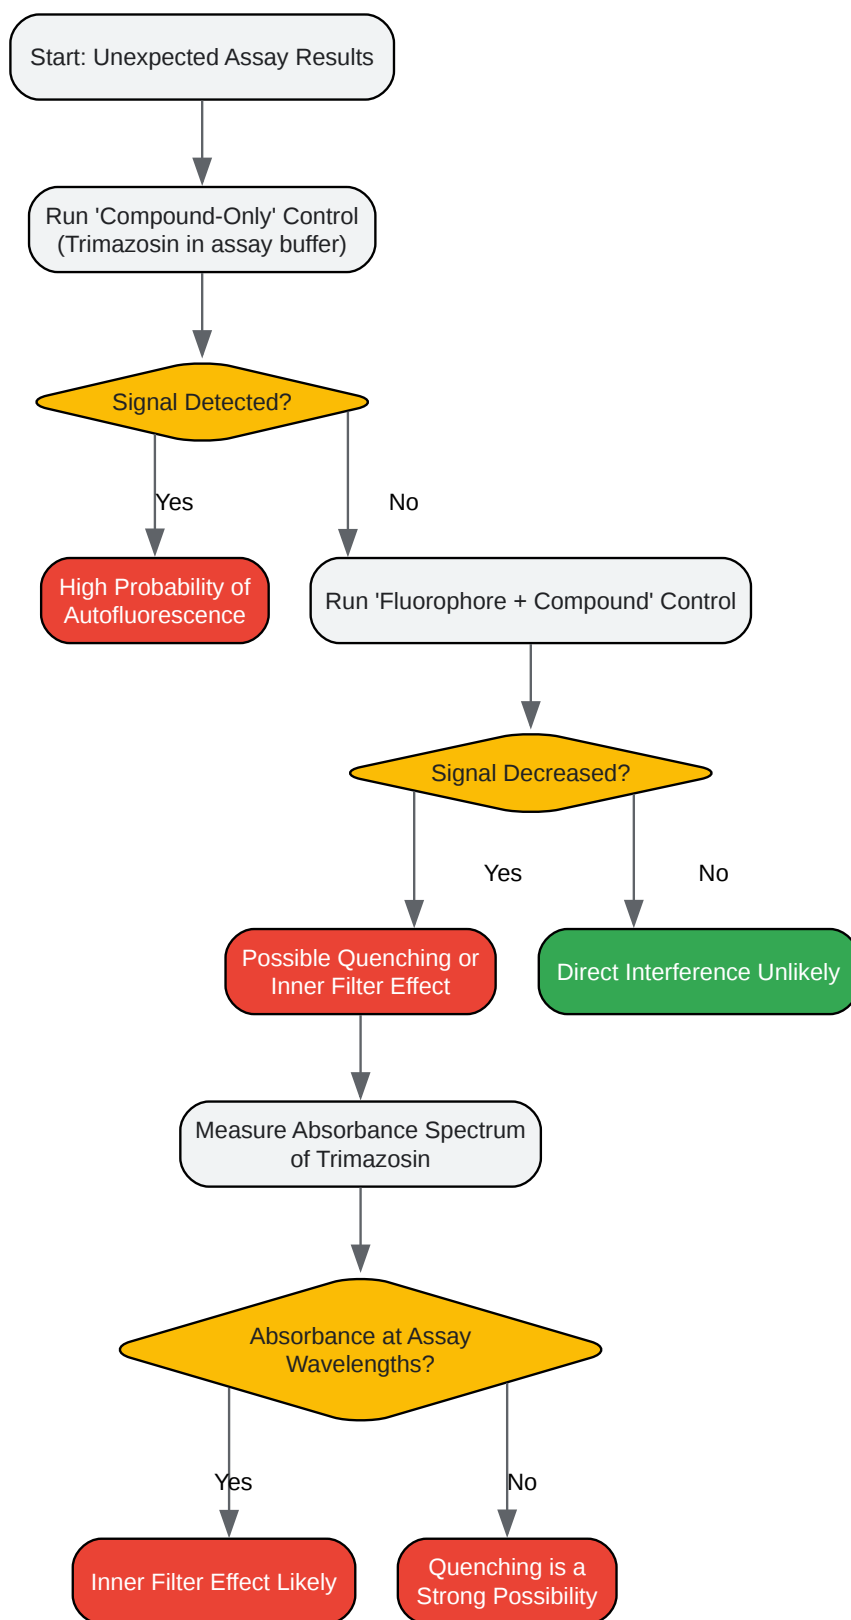 Start: Unexpected Assay Results
Run 'Compound-Only' Control
(Trimazosin in assay buffer)
Signal Detected?
Yes
No
High Probability of
Autofluorescence
Run 'Fluorophore + Compound' Control
Signal Decreased?
Yes
No
Possible Quenching or
Inner Filter Effect
Direct Interference Unlikely
Measure Absorbance Spectrum
of Trimazosin
Absorbance at Assay
Wavelengths?
Yes
No
Inner Filter Effect Likely
Quenching is a
Strong Possibility